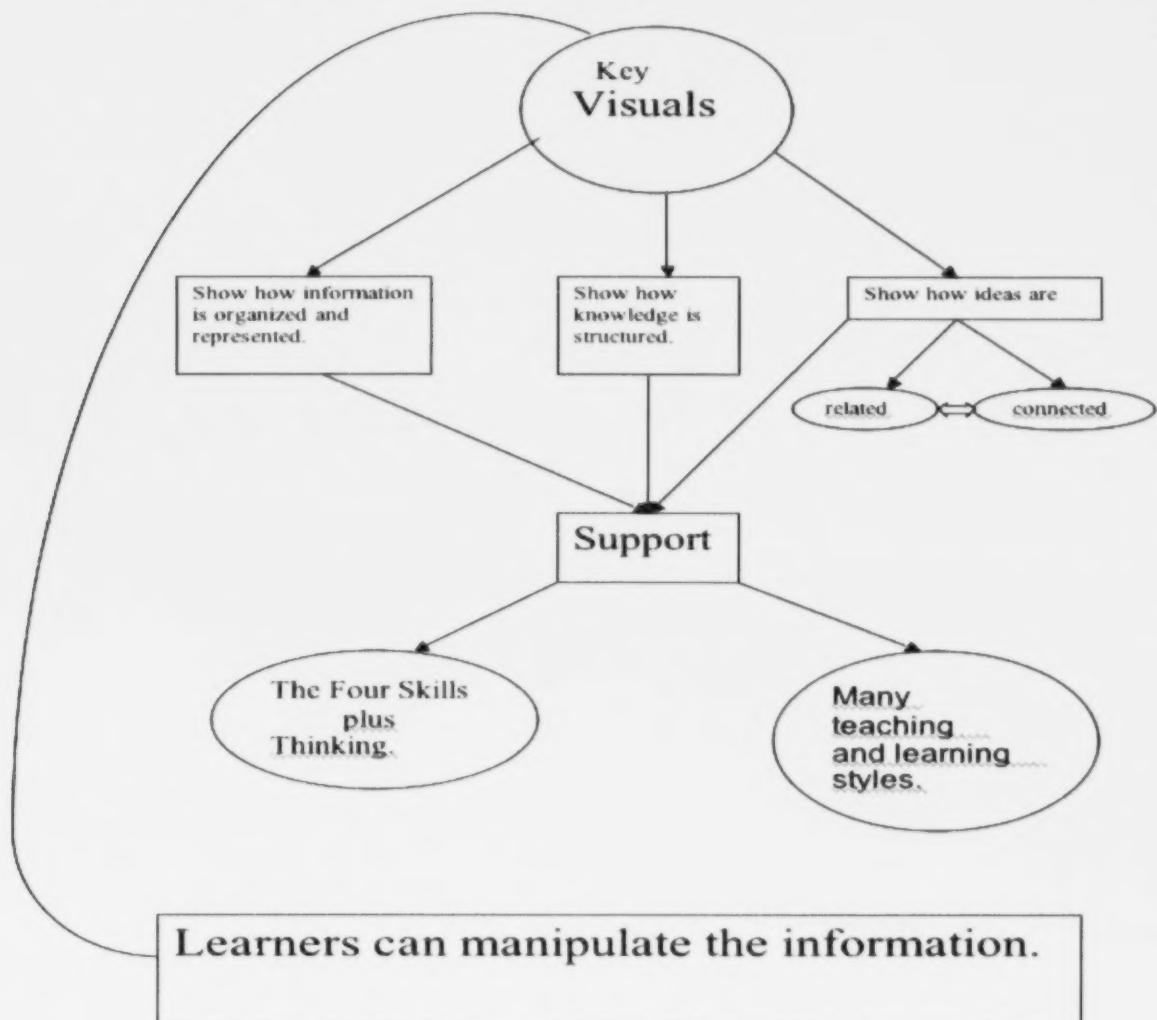 Key
Visuals
Show how information
is organized and
represented.
Show how
knowledge is
structured.
Show how ideas are
related
connected
Support
The Four Skills
plus
Thinking.
Many
teaching
and learning
styles.
Learners can manipulate the information.